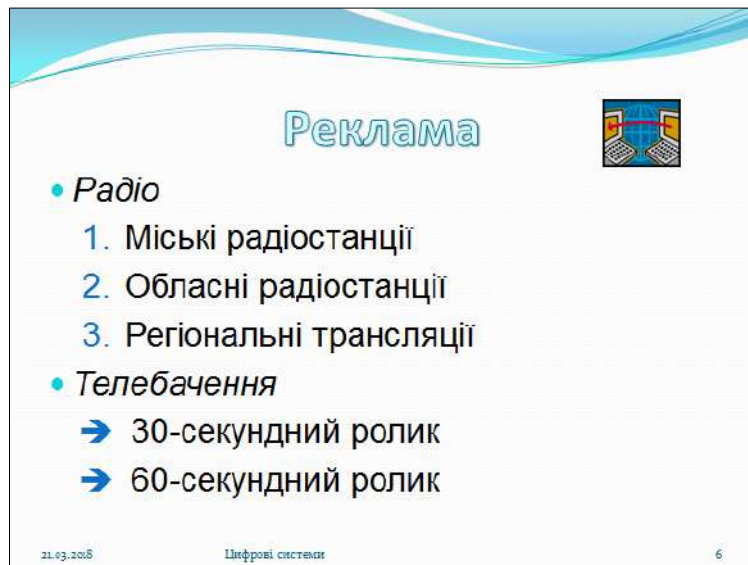 Реклама
• Радіо
1. Міські радіостанції
2. Обласні радіостанції
3. Регіональні трансляції
• Телебачення
➔ 30-секундний ролик
➔ 60-секундний ролик
21.03.2018 Цифрові системи 6